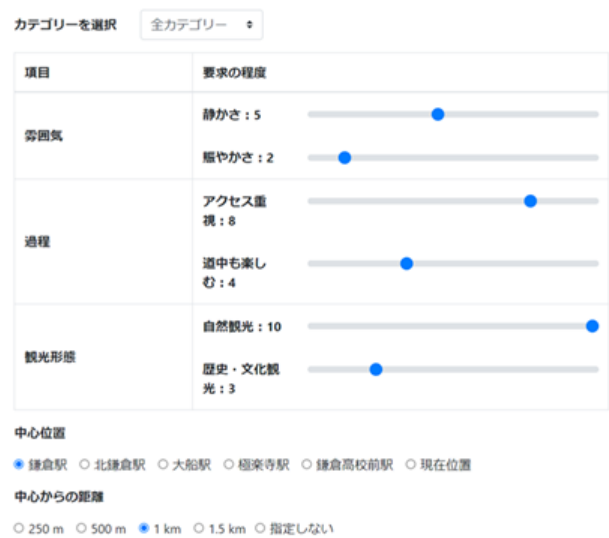 カテゴリーを選択 全カテゴリー
項目 要求の程度
雰囲気
静かさ：5
賑やかさ：2
過程
アクセス重
視：8
道中も楽し
む：4
観光形態
自然観光：10
歴史・文化観
光：3
中心位置
鎌倉駅 北鎌倉駅 大船駅 極楽寺駅 鎌倉高校前駅 現在位置
中心からの距離
250 m 500 m 1 km 1.5 km 指定しない